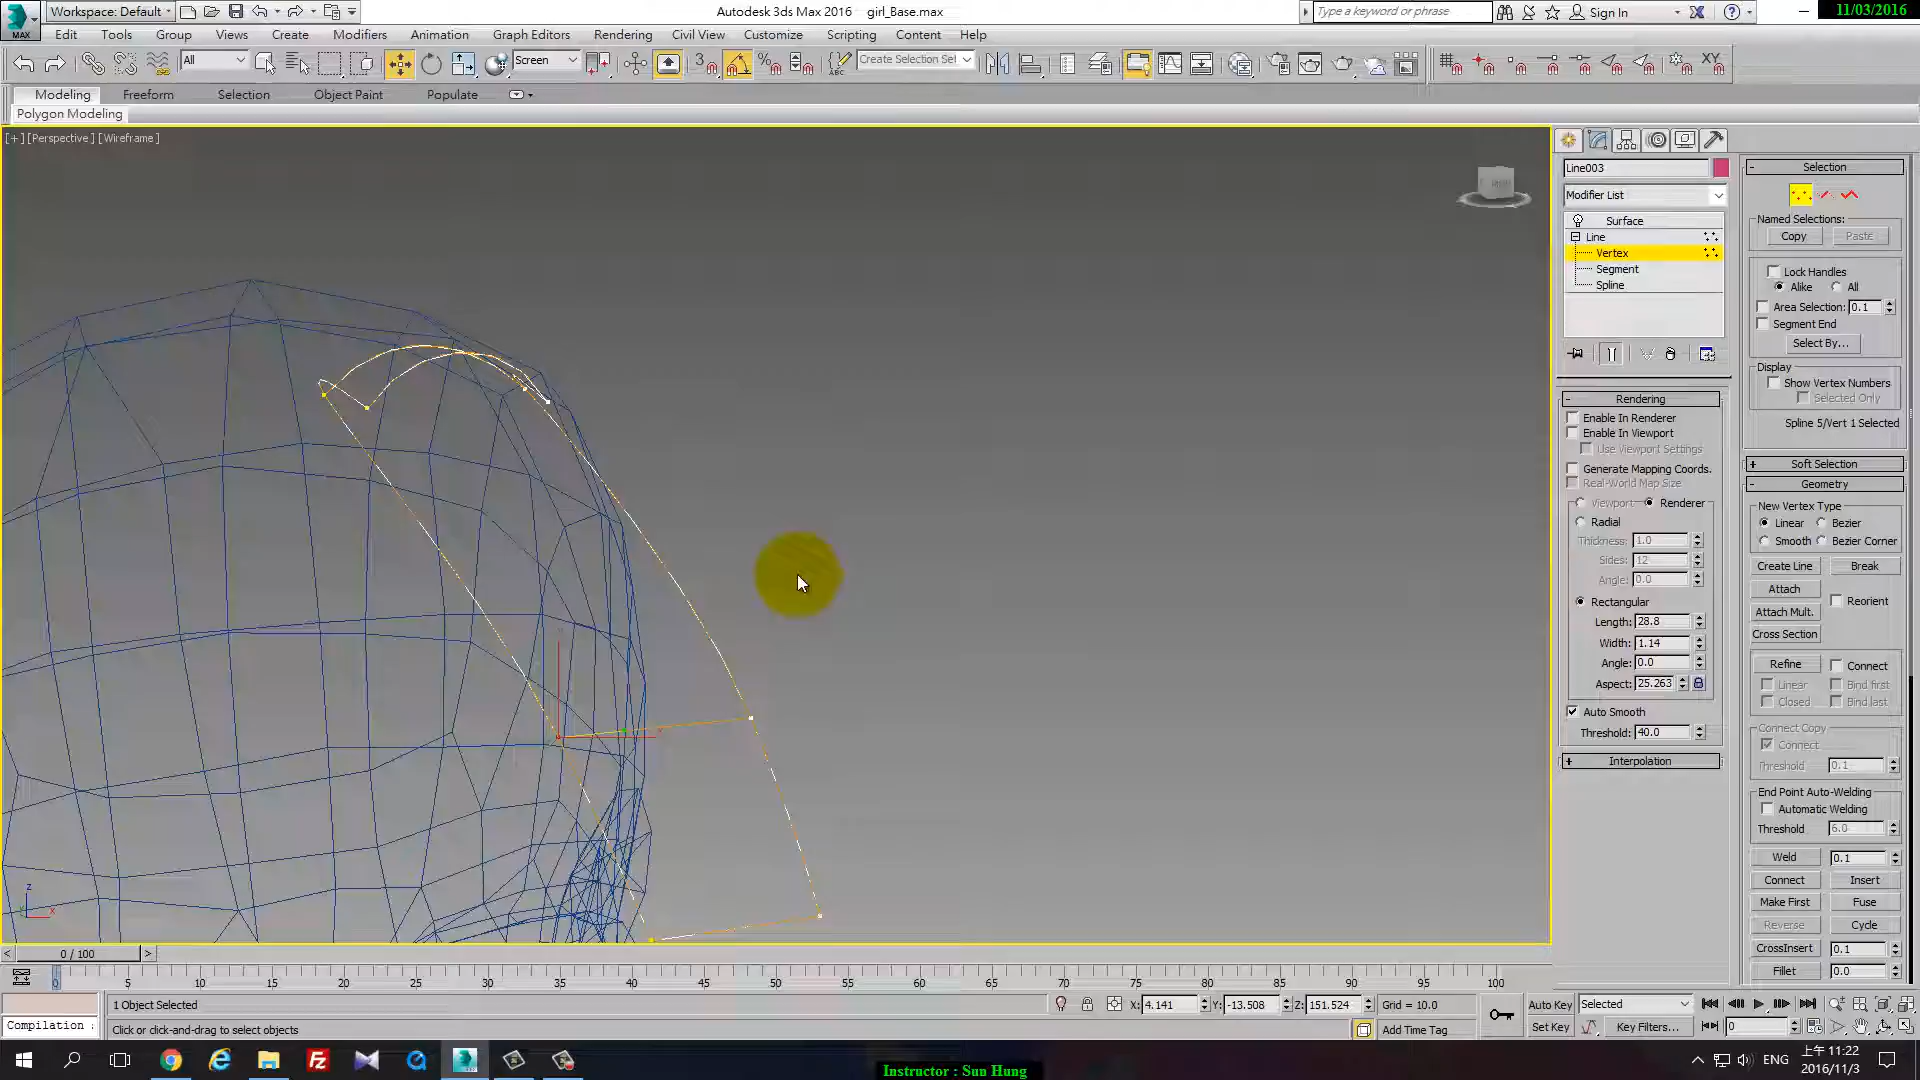 Workspace: Default
Autodesk 3ds Max 2016 girl_Base.max
Type a keyword or phrase
Sign In
11/03/2016
MAX
Edit Tools Group Views Create Modifiers Animation Graph Editors Rendering Civil View Customize Scripting Content Help
All
Screen
3
ABC
Create Selection Sel
XY
Modeling Freeform Selection Object Paint Populate
Polygon Modeling
[+] [Perspective] [Wireframe]
Line003
Modifier List
Surface
Line
Vertex
Segment
Spline
Rendering
Enable In Renderer
Enable In Viewport
Use Viewport Settings
Generate Mapping Coords.
Real-World Map Size
Viewport Renderer
Radial
Thickness: 1.0
Sides: 12
Angle: 0.0
Rectangular
Length: 28.8
Width: 1.14
Angle: 0.0
Aspect: 25.263
Auto Smooth
Threshold: 40.0
Interpolation
Selection
Named Selections:
Copy Paste
Lock Handles
Alike All
Area Selection: 0.1
Segment End
Select By...
Display
Show Vertex Numbers
Selected Only
Spline 5/Vert 1 Selected
Soft Selection
Geometry
New Vertex Type
Linear Bezier
Smooth Bezier Corner
Create Line Break
Attach
Reorient
Attach Mult.
Cross Section
Refine Connect
Linear Bind first
Closed Bind last
Connect Copy
Connect
Threshold 0.1
End Point Auto-Welding
Automatic Welding
Threshold 6.0
Weld 0.1
Connect Insert
Make First Fuse
Reverse Cycle
CrossInsert 0.1
Fillet 0.0
z
x
0 / 100
0 5 10 15 20 25 30 35 40 45 50 55 60 65 70 75 80 85 90 95 100
1 Object Selected
X: 4.141 Y: -13.508 Z: 151.524 Grid = 10.0
Auto Key Selected
Compilation
Click or click-and-drag to select objects
Add Time Tag
Set Key Key Filters... 0
ENG
上午 11:22
2016/11/3
Instructor : Sun Hung